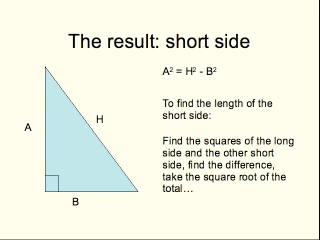 The result: short side
A² = H² - B²
To find the length of the
short side:
Find the squares of the long
side and the other short
side, find the difference,
take the square root of the
total…
A
H
B